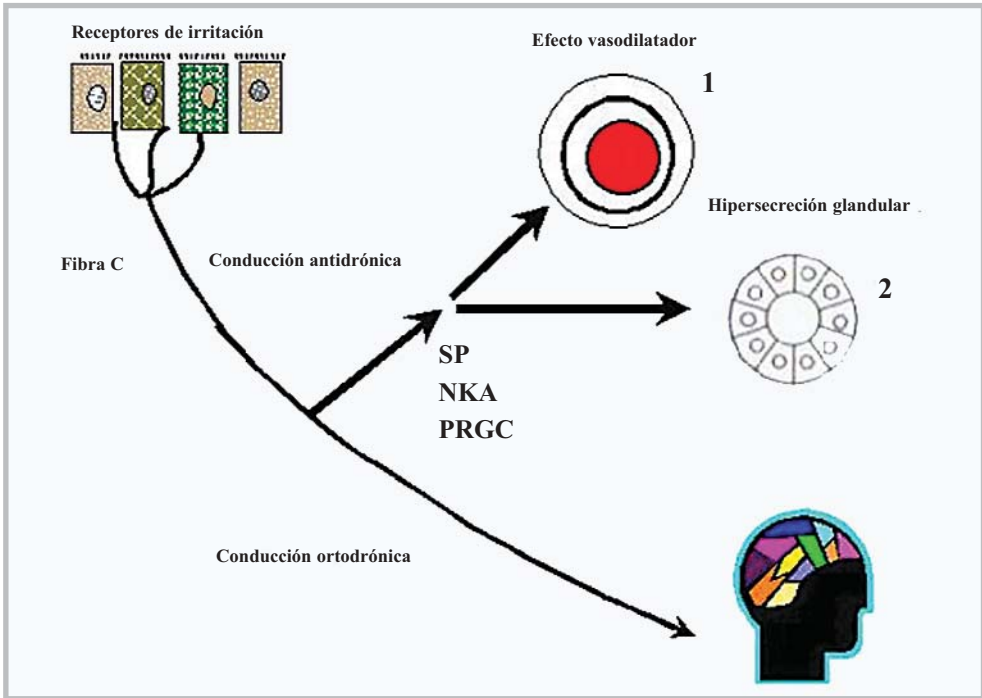 Receptores de irritación
Efecto vasodilatador
1
Hipersecreción glandular
Fibra C
Conducción antidrónica
2
SP
NKA
PRGC
Conducción ortodrónica